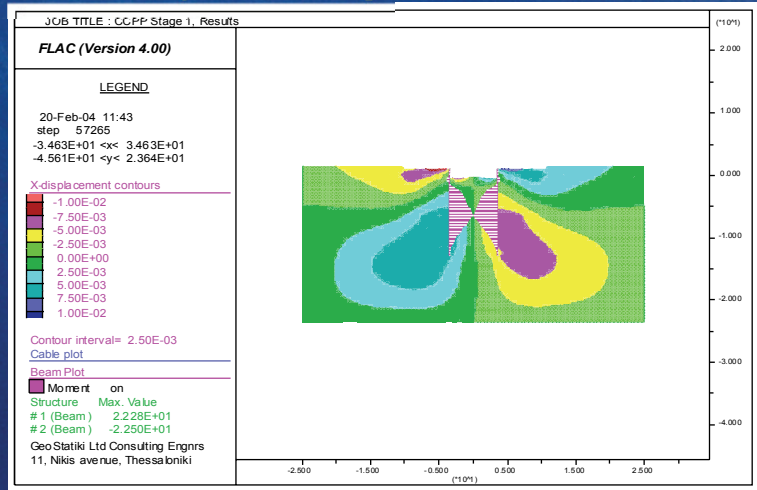 JOB TITLE : CCPP Stage 1, Results
FLAC (Version 4.00)
LEGEND
20-Feb-04 11:43
step 57265
-3.463E+01 <x< 3.463E+01
-4.561E+01 <y< 2.364E+01
X-displacement contours
-1.00E-02
-7.50E-03
-5.00E-03
-2.50E-03
0.00E+00
2.50E-03
5.00E-03
7.50E-03
1.00E-02
Contour interval= 2.50E-03
Cable plot
Beam Plot
Moment on
Structure Max. Value
# 1 (Beam ) 2.228E+01
# 2 (Beam ) -2.250E+01
GeoStatiki Ltd Consulting Engnrs
11, Nikis avenue, Thessaloniki
(*10^1)
2.000
1.000
0.000
-1.000
-2.000
-3.000
-4.000
-2.500 -1.500 -0.500 0.500 1.500 2.500
(*10^1)